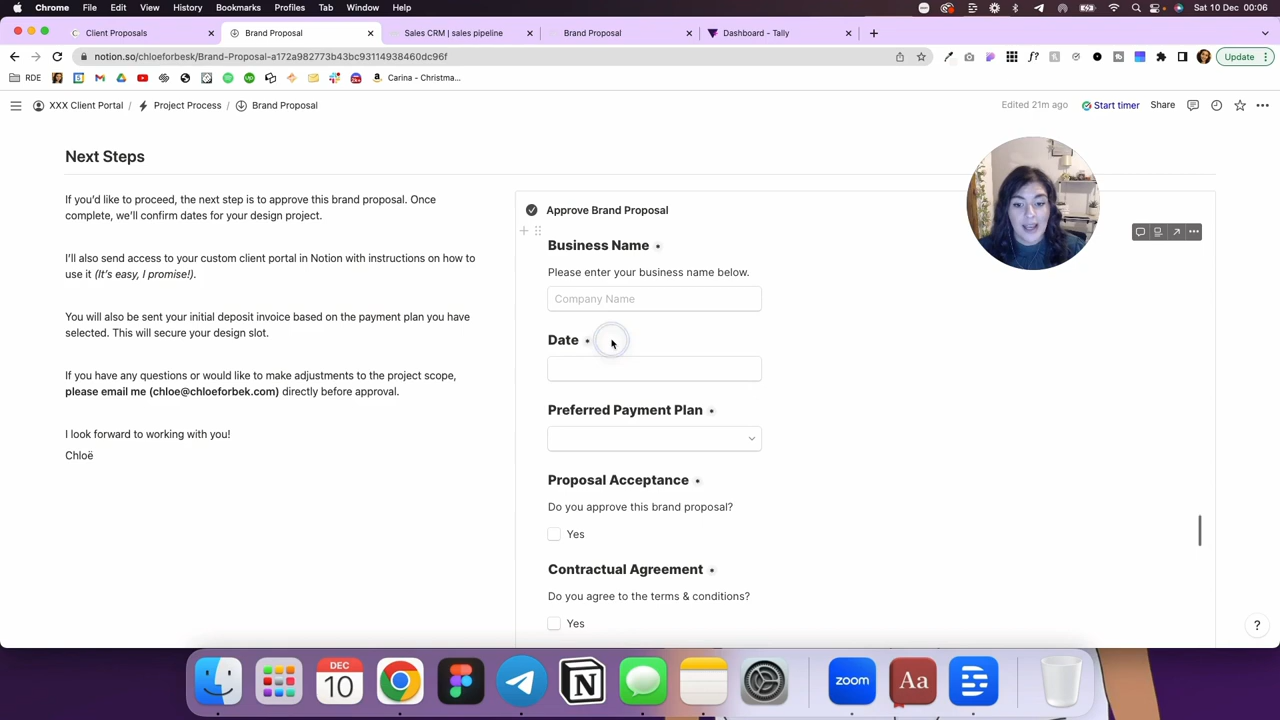 Chrome File Edit View History Bookmarks Profiles Tab Window Help Sat 10 Dec 00:06
Client Proposals Brand Proposal Sales CRM | sales pipeline Brand Proposal Dashboard - Tally
notion.so/chloeforbesk/Brand-Proposal-a172a982773b43bc93114938460dc96f Update
RDE Carina - Christma...
XXX Client Portal / Project Process / Brand Proposal Edited 21m ago Start timer Share
Next Steps
If you'd like to proceed, the next step is to approve this brand proposal. Once
complete, we'll confirm dates for your design project.
I'll also send access to your custom client portal in Notion with instructions on how to
use it (It's easy, I promise!).
You will also be sent your initial deposit invoice based on the payment plan you have
selected. This will secure your design slot.
If you have any questions or would like to make adjustments to the project scope,
please email me (chloe@chloeforbek.com) directly before approval.
I look forward to working with you!
Chloë
Approve Brand Proposal
Business Name
Please enter your business name below.
Company Name
Date
Preferred Payment Plan
Proposal Acceptance
Do you approve this brand proposal?
Yes
Contractual Agreement
Do you agree to the terms & conditions?
Yes
?
DEC
10
zoom
Aa